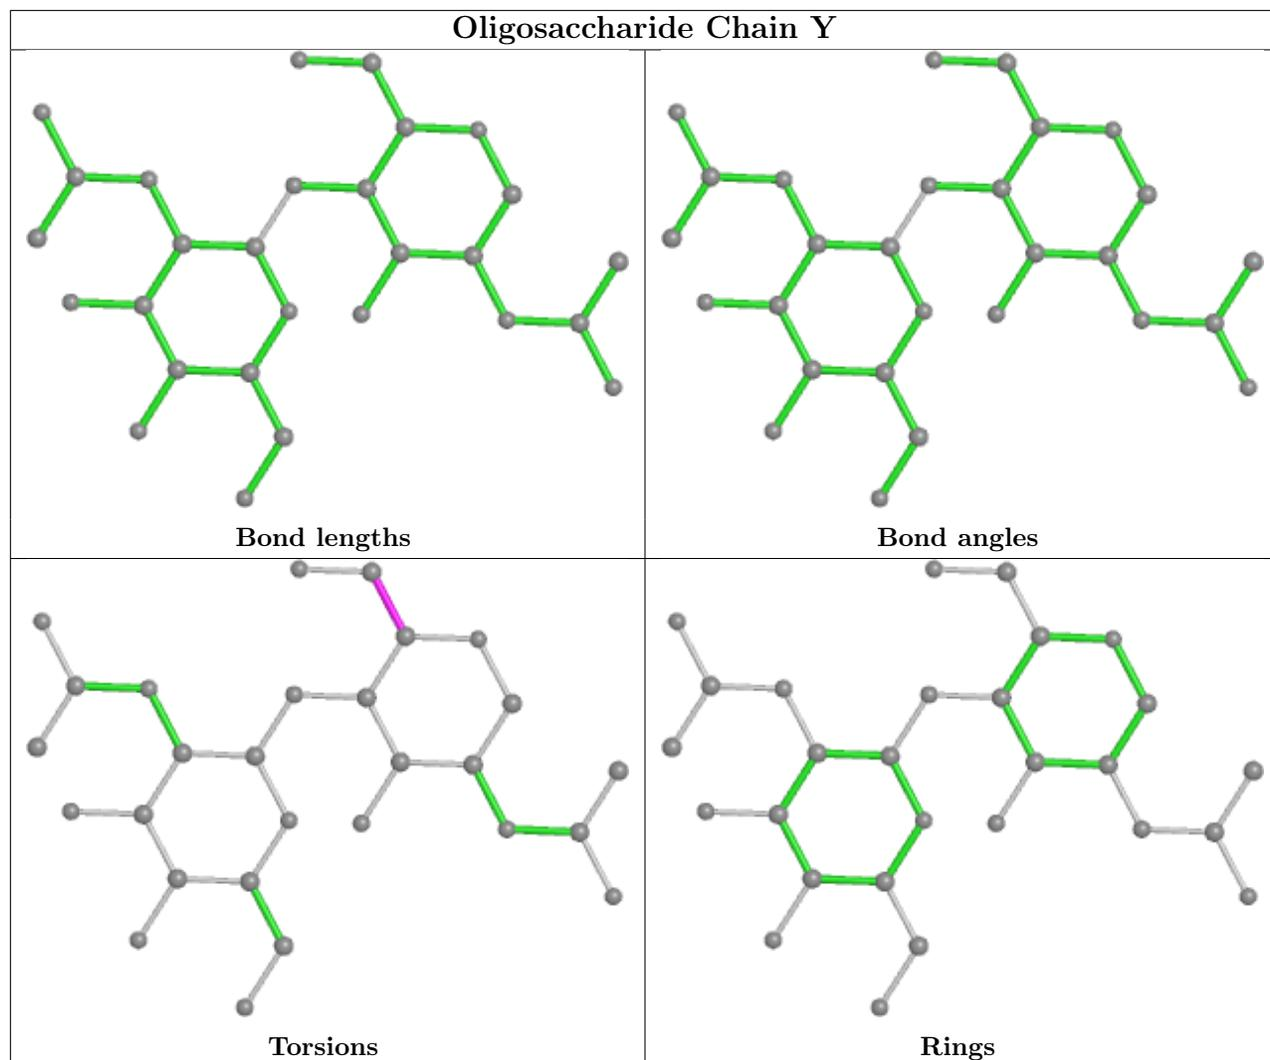 Oligosaccharide Chain Y
Bond lengths
Bond angles
Torsions
Rings